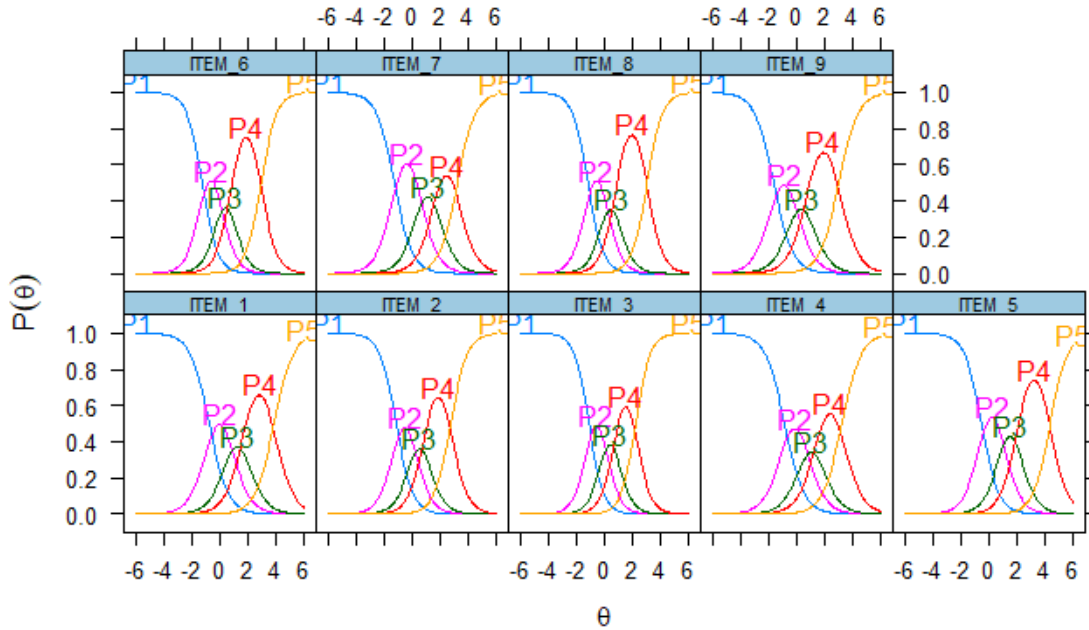 -6 -4 -2 0 2 4 6 -6 -4 -2 0 2 4 6
ITEM_6 ITEM_7 ITEM_8 ITEM_9
P1 P2 P3 P4 P5
P1 P2 P3 P4 P5
P1 P2 P3 P4 P5
P1 P2 P3 P4 P5
1.0
0.8
0.6
0.4
0.2
0.0
P(θ)
ITEM_1 ITEM_2 ITEM_3 ITEM_4 ITEM_5
1.0
0.8
0.6
0.4
0.2
0.0
P1 P2 P3 P4 P5
P1 P2 P3 P4 P5
P1 P2 P3 P4 P5
P1 P2 P3 P4 P5
P1 P2 P3 P4 P5
-6 -4 -2 0 2 4 6 -6 -4 -2 0 2 4 6 -6 -4 -2 0 2 4 6
θ